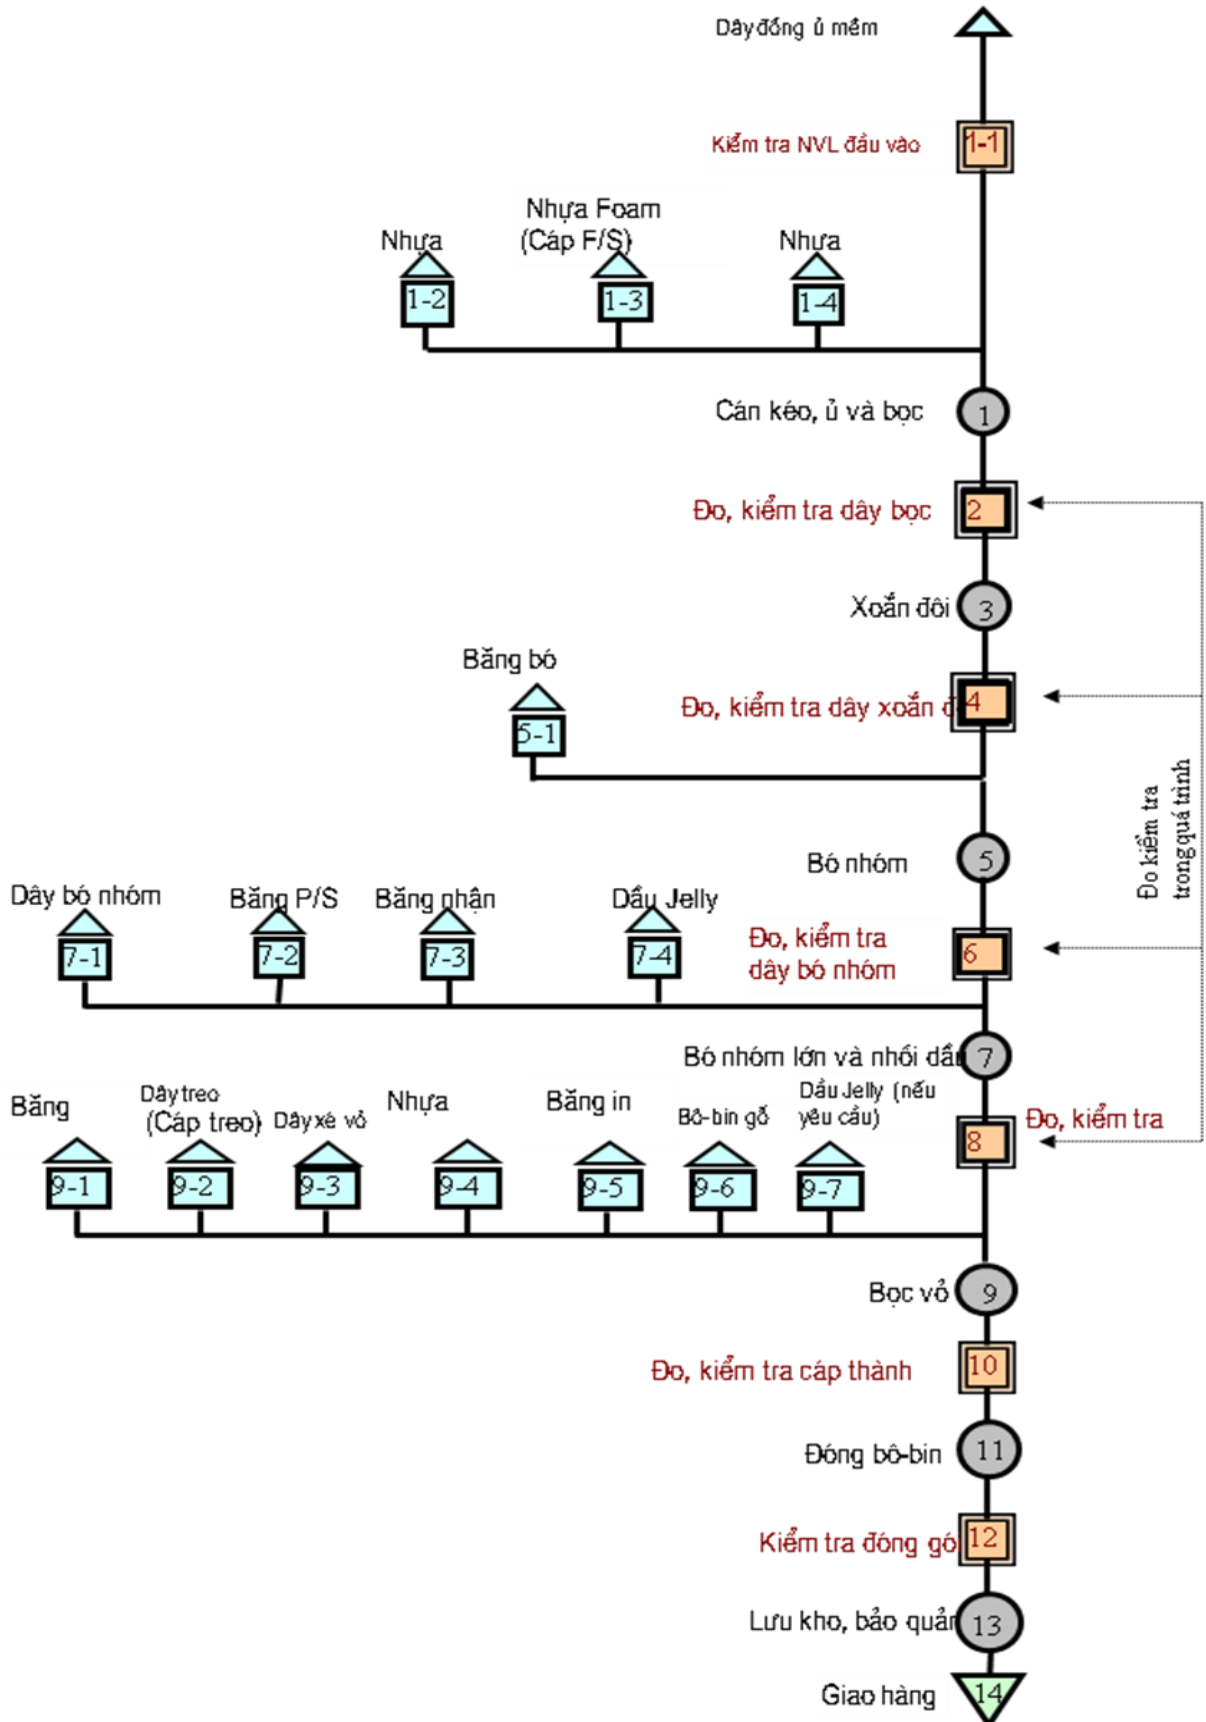 Dây đồng ủ mềm
Kiểm tra NVL đầu vào
1-1
Nhựa
Nhựa Foam
(Cáp F/S)
Nhựa
1-2
1-3
1-4
Cán kéo, ủ và bọc
1
Đo, kiểm tra dây bọc
2
Xoắn đôi
3
Băng bó
Đo, kiểm tra dây xoắn đ
4
5-1
Đo kiểm tra
trong quá trình
Bó nhóm
5
Dây bó nhóm
Băng P/S
Băng nhận
Dầu Jelly
7-1
7-2
7-3
7-4
Đo, kiểm tra
dây bó nhóm
6
Bó nhóm lớn và nhồi dầu
7
Băng
Dây treo
(Cáp treo)
Dây xé vỏ
Nhựa
Băng in
Bô-bin gỗ
Dầu Jelly (nếu
yêu cầu)
8
Đo, kiểm tra
9-1
9-2
9-3
9-4
9-5
9-6
9-7
Bọc vỏ
9
Đo, kiểm tra cáp thành
10
Đóng bô-bin
11
Kiểm tra đóng gó
12
Lưu kho, bảo quản
13
Giao hàng
14